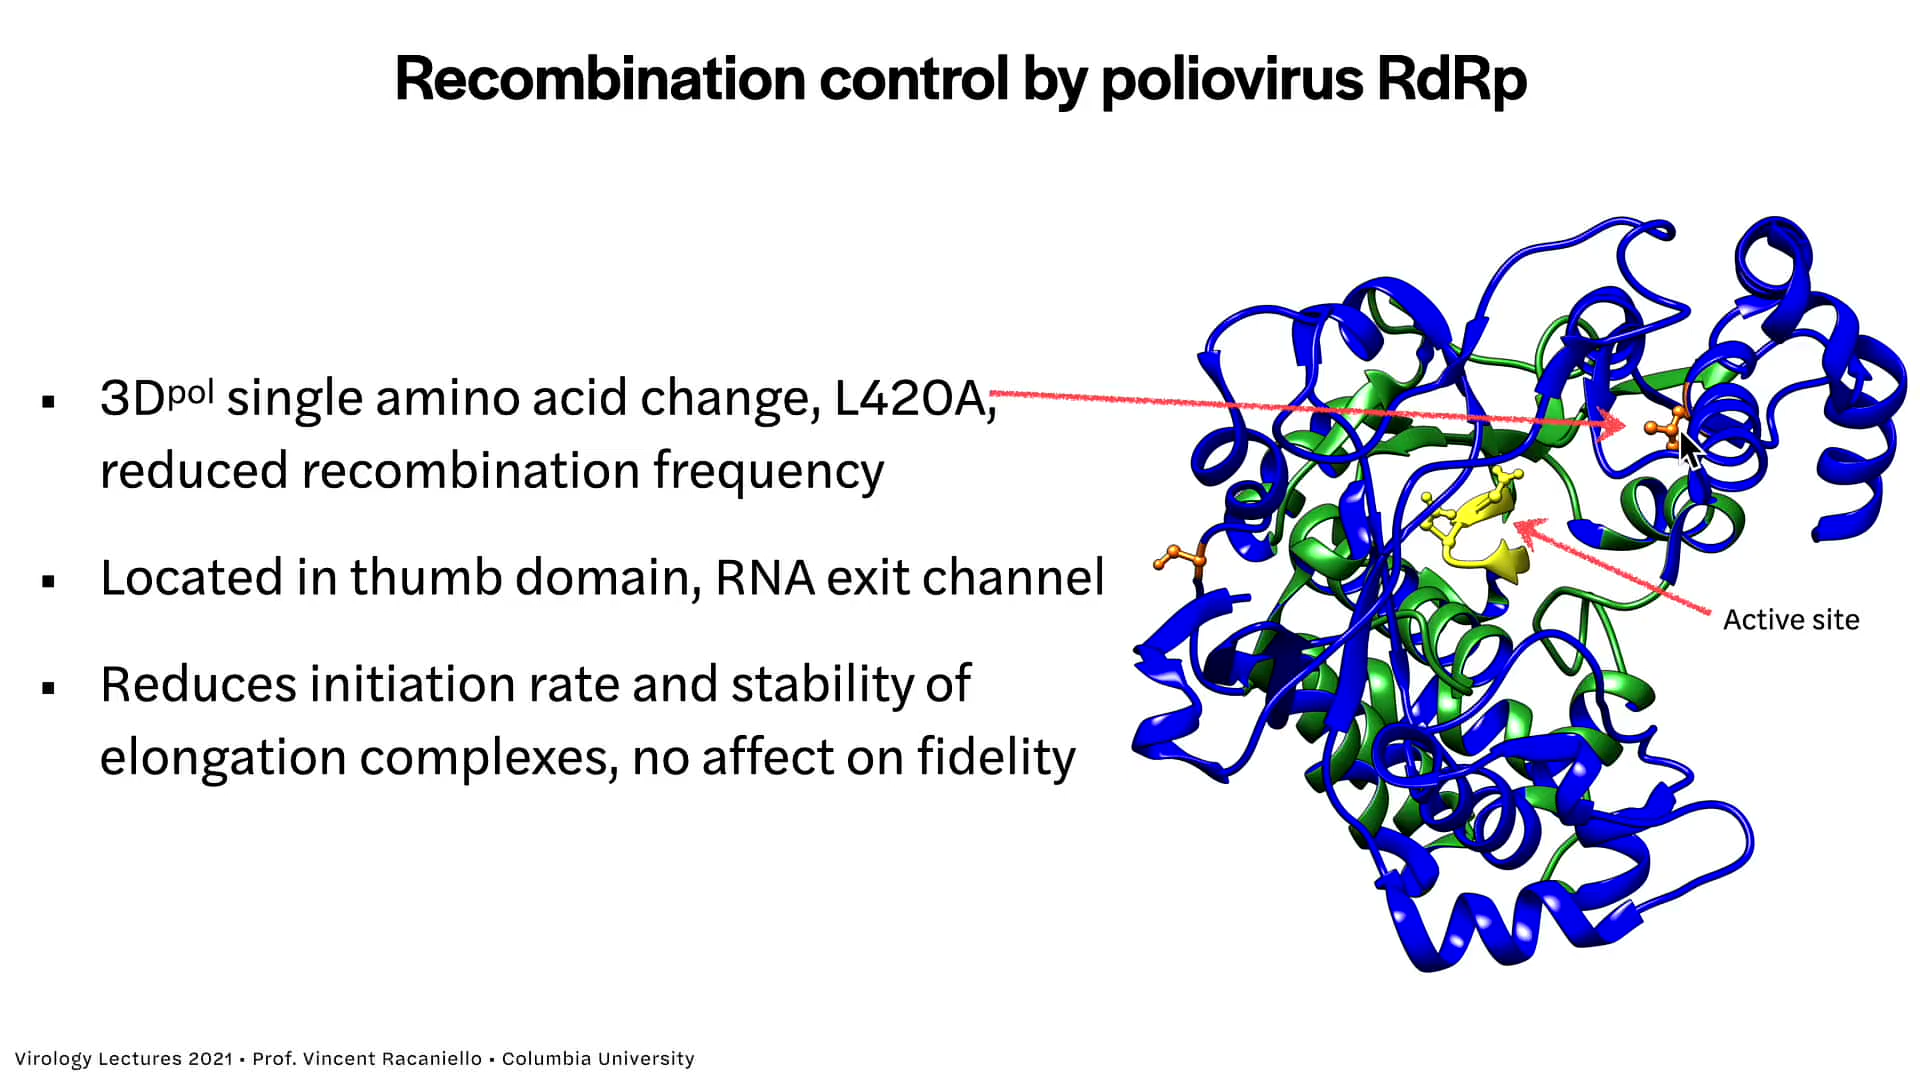 Recombination control by poliovirus RdRp
▪ 3Dpol single amino acid change, L420A,
reduced recombination frequency
▪ Located in thumb domain, RNA exit channel
▪ Reduces initiation rate and stability of
elongation complexes, no affect on fidelity
Active site
Virology Lectures 2021 • Prof. Vincent Racaniello • Columbia University